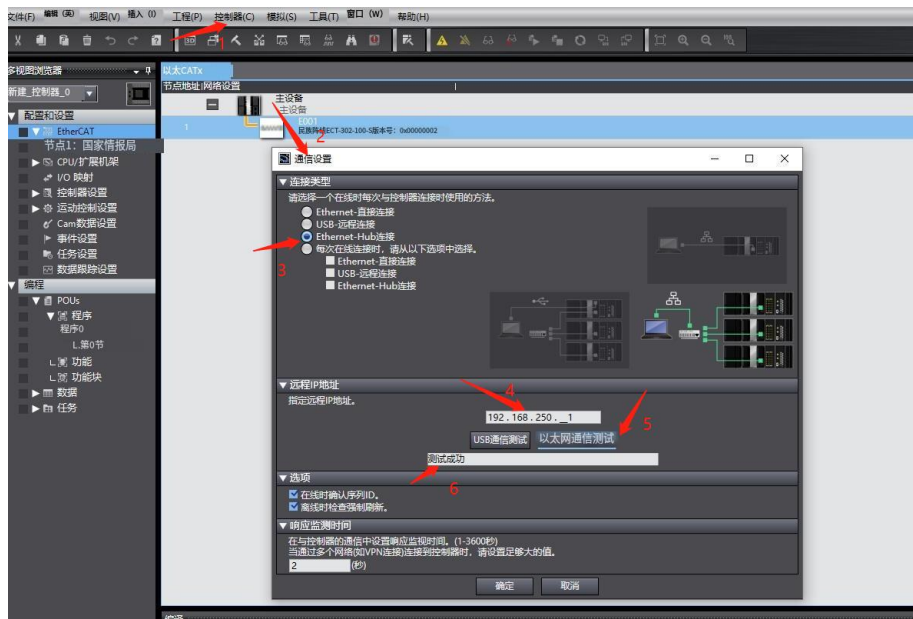 文件(F) 编辑 (英) 视图(V) 插入 (I) 工程(P) 控制器(C) 模拟(S) 工具(T) 窗口 (W) 帮助(H)
1
多视图浏览器
以太CATx
节点地址|网络设置
新建_控制器_0
主设备
主设备
配置和设置
E001
EtherCAT
1
版本号：0x00000002
2
节点1：国家情报局
CPU/扩展机架
通信设置
I/O 映射
控制器设置
运动控制设置
Cam数据设置
事件设置
任务设置
数据跟踪设置
编程
POUs
程序
程序0
第0节
功能
功能块
数据
任务
连接类型
请选择一个在线时每次与控制器连接时使用的方法。
Ethernet-直接连接
USB-远程连接
Ethernet-Hub连接
每次在线连接时，请从以下选项中选择。
3
Ethernet-直接连接
USB-远程连接
Ethernet-Hub连接
远程IP地址
4
指定远程IP地址。
192.168.250.__1
5
USB通信测试 以太网通信测试
测试成功
6
选项
在线时确认序列ID。
离线时检查强制刷新。
响应监测时间
在与控制器的通信中设置响应监视时间。(1-3600秒)
当通过多个网络(如VPN连接)连接到控制器时，请设置足够大的值。
2 (秒)
确定 取消
编译